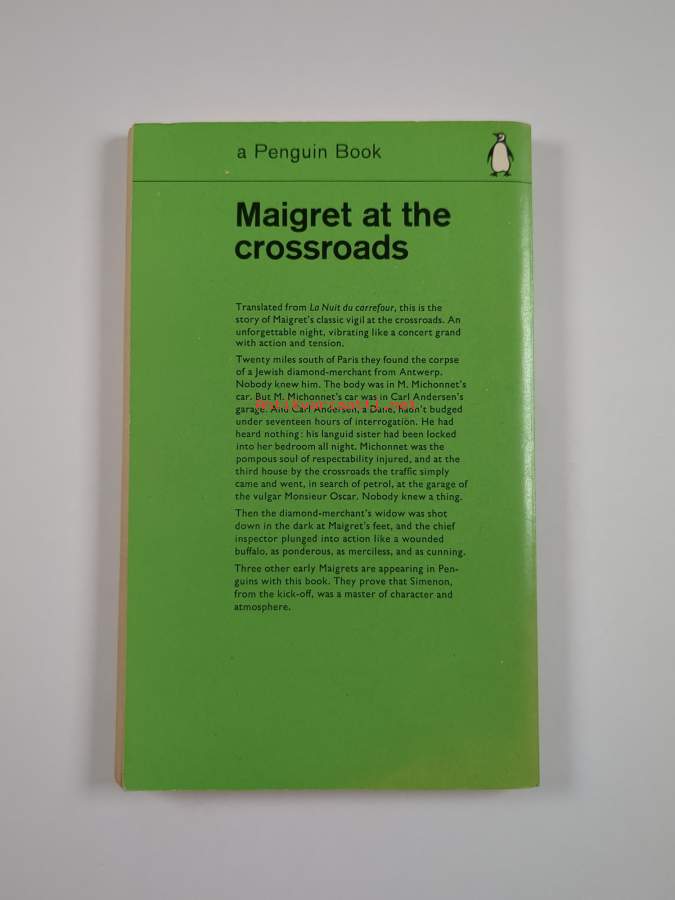 a Penguin Book
Maigret at the
crossroads
Translated from La Nuit du carrefour, this is the
story of Maigret's classic vigil at the crossroads. An
unforgettable night, vibrating like a concert grand
with action and tension.
Twenty miles south of Paris they found the corpse
of a Jewish diamond-merchant from Antwerp.
Nobody knew him. The body was in M. Michonnet's
car. But M. Michonnet's car was in Carl Andersen's
garage. And Carl Andersen, a Dane, hadn't budged
under seventeen hours of interrogation. He had
heard nothing: his languid sister had been locked
into her bedroom all night. Michonnet was the
pompous soul of respectability injured, and at the
third house by the crossroads the traffic simply
came and went, in search of petrol, at the garage of
the vulgar Monsieur Oscar. Nobody knew a thing.
Then the diamond-merchant's widow was shot
down in the dark at Maigret's feet, and the chief
inspector plunged into action like a wounded
buffalo, as ponderous, as merciless, and as cunning.
Three other early Maigrets are appearing in Pen-
guins with this book. They prove that Simenon,
from the kick-off, was a master of character and
atmosphere.